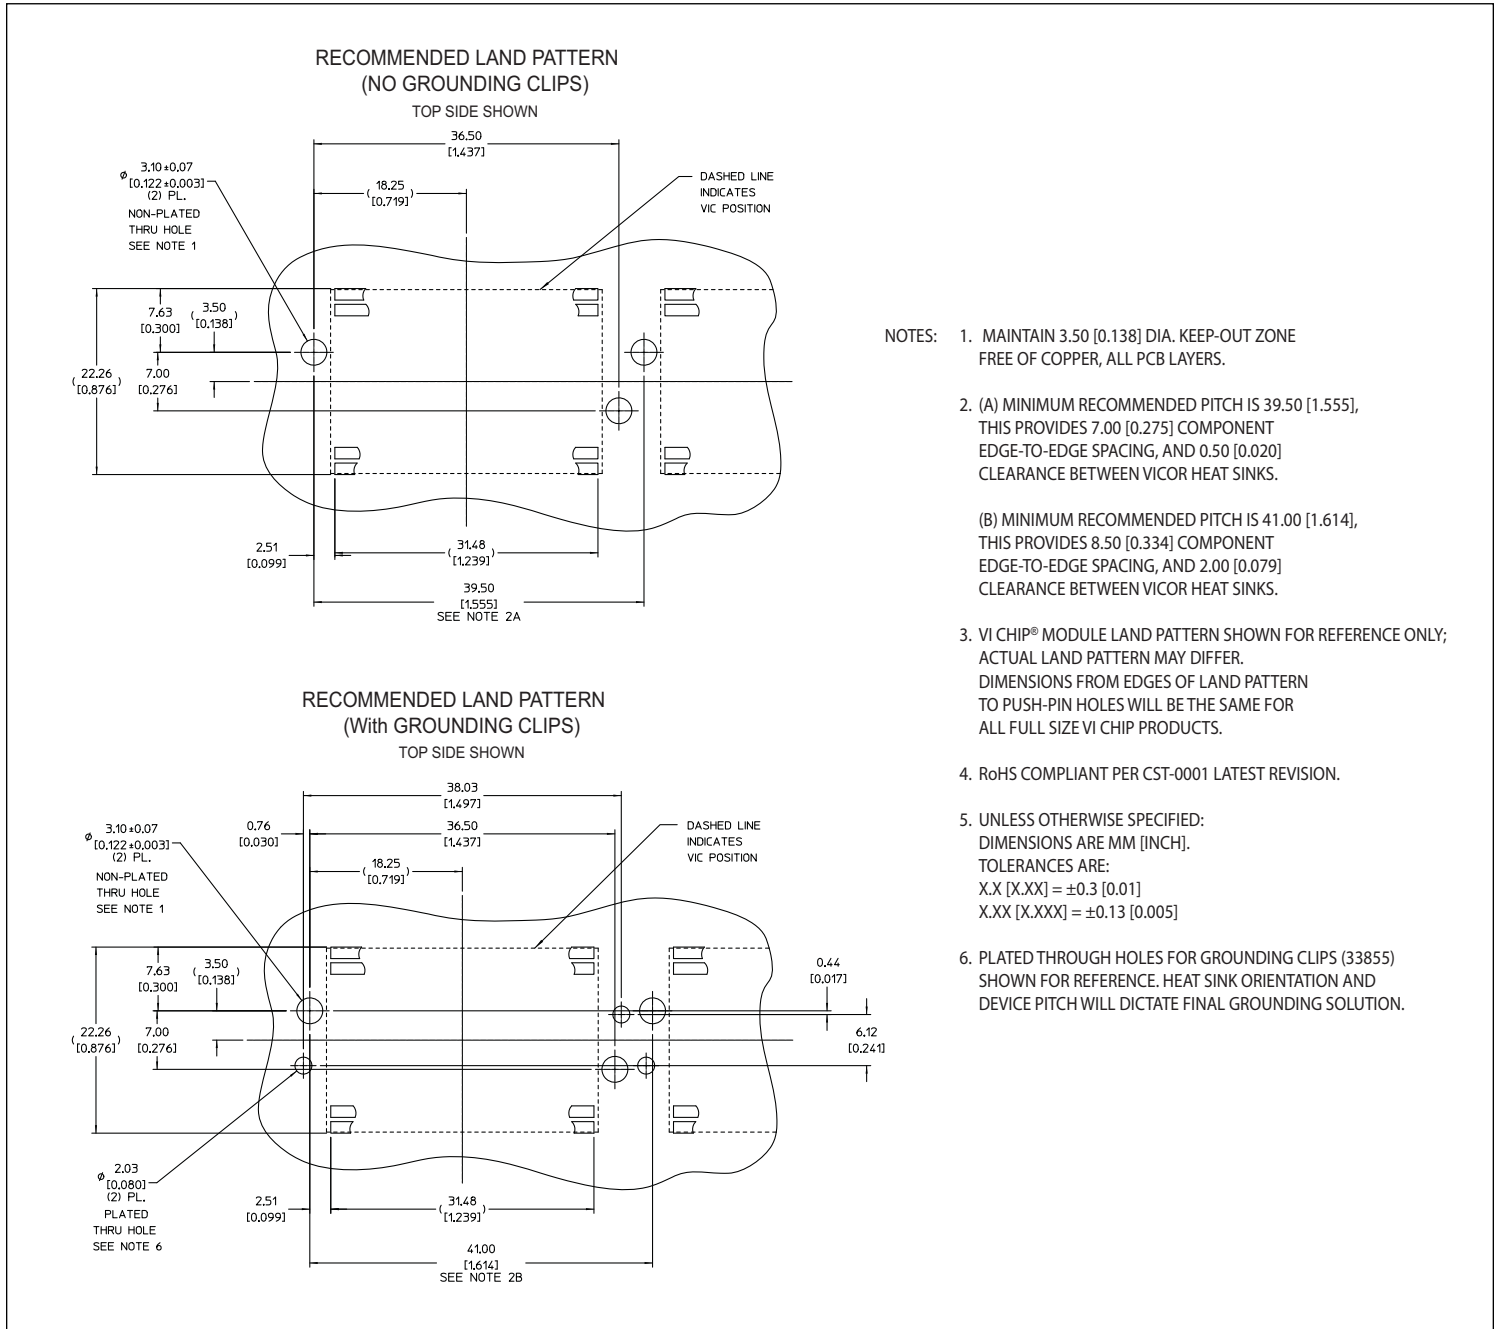 RECOMMENDED LAND PATTERN
(NO GROUNDING CLIPS)
TOP SIDE SHOWN
36.50
[1.437]
ø 3.10±0.07
[0.122±0.003]
(2) PL.
NON-PLATED
THRU HOLE
SEE NOTE 1
(18.25)
[0.719]
DASHED LINE
INDICATES
VIC POSITION
7.63
[0.300]
(3.50)
[0.138]
(22.26)
[0.876]
7.00
[0.276]
2.51
[0.099]
(31.48)
[1.239]
39.50
[1.555]
SEE NOTE 2A
RECOMMENDED LAND PATTERN
(With GROUNDING CLIPS)
TOP SIDE SHOWN
38.03
[1.497]
ø 3.10±0.07
[0.122±0.003]
(2) PL.
NON-PLATED
THRU HOLE
SEE NOTE 1
0.76
[0.030]
36.50
[1.437]
(18.25)
[0.719]
DASHED LINE
INDICATES
VIC POSITION
7.63
[0.300]
(3.50)
[0.138]
0.44
[0.017]
(22.26)
[0.876]
7.00
[0.276]
6.12
[0.241]
ø 2.03
[0.080]
(2) PL.
PLATED
THRU HOLE
SEE NOTE 6
2.51
[0.099]
(31.48)
[1.239]
41.00
[1.614]
SEE NOTE 2B
NOTES: 1. MAINTAIN 3.50 [0.138] DIA. KEEP-OUT ZONE
FREE OF COPPER, ALL PCB LAYERS.
2. (A) MINIMUM RECOMMENDED PITCH IS 39.50 [1.555],
THIS PROVIDES 7.00 [0.275] COMPONENT
EDGE-TO-EDGE SPACING, AND 0.50 [0.020]
CLEARANCE BETWEEN VICOR HEAT SINKS.
(B) MINIMUM RECOMMENDED PITCH IS 41.00 [1.614],
THIS PROVIDES 8.50 [0.334] COMPONENT
EDGE-TO-EDGE SPACING, AND 2.00 [0.079]
CLEARANCE BETWEEN VICOR HEAT SINKS.
3. VI CHIP® MODULE LAND PATTERN SHOWN FOR REFERENCE ONLY;
ACTUAL LAND PATTERN MAY DIFFER.
DIMENSIONS FROM EDGES OF LAND PATTERN
TO PUSH-PIN HOLES WILL BE THE SAME FOR
ALL FULL SIZE VI CHIP PRODUCTS.
4. RoHS COMPLIANT PER CST-0001 LATEST REVISION.
5. UNLESS OTHERWISE SPECIFIED:
DIMENSIONS ARE MM [INCH].
TOLERANCES ARE:
X.X [X.XX] = ±0.3 [0.01]
X.XX [X.XXX] = ±0.13 [0.005]
6. PLATED THROUGH HOLES FOR GROUNDING CLIPS (33855)
SHOWN FOR REFERENCE. HEAT SINK ORIENTATION AND
DEVICE PITCH WILL DICTATE FINAL GROUNDING SOLUTION.